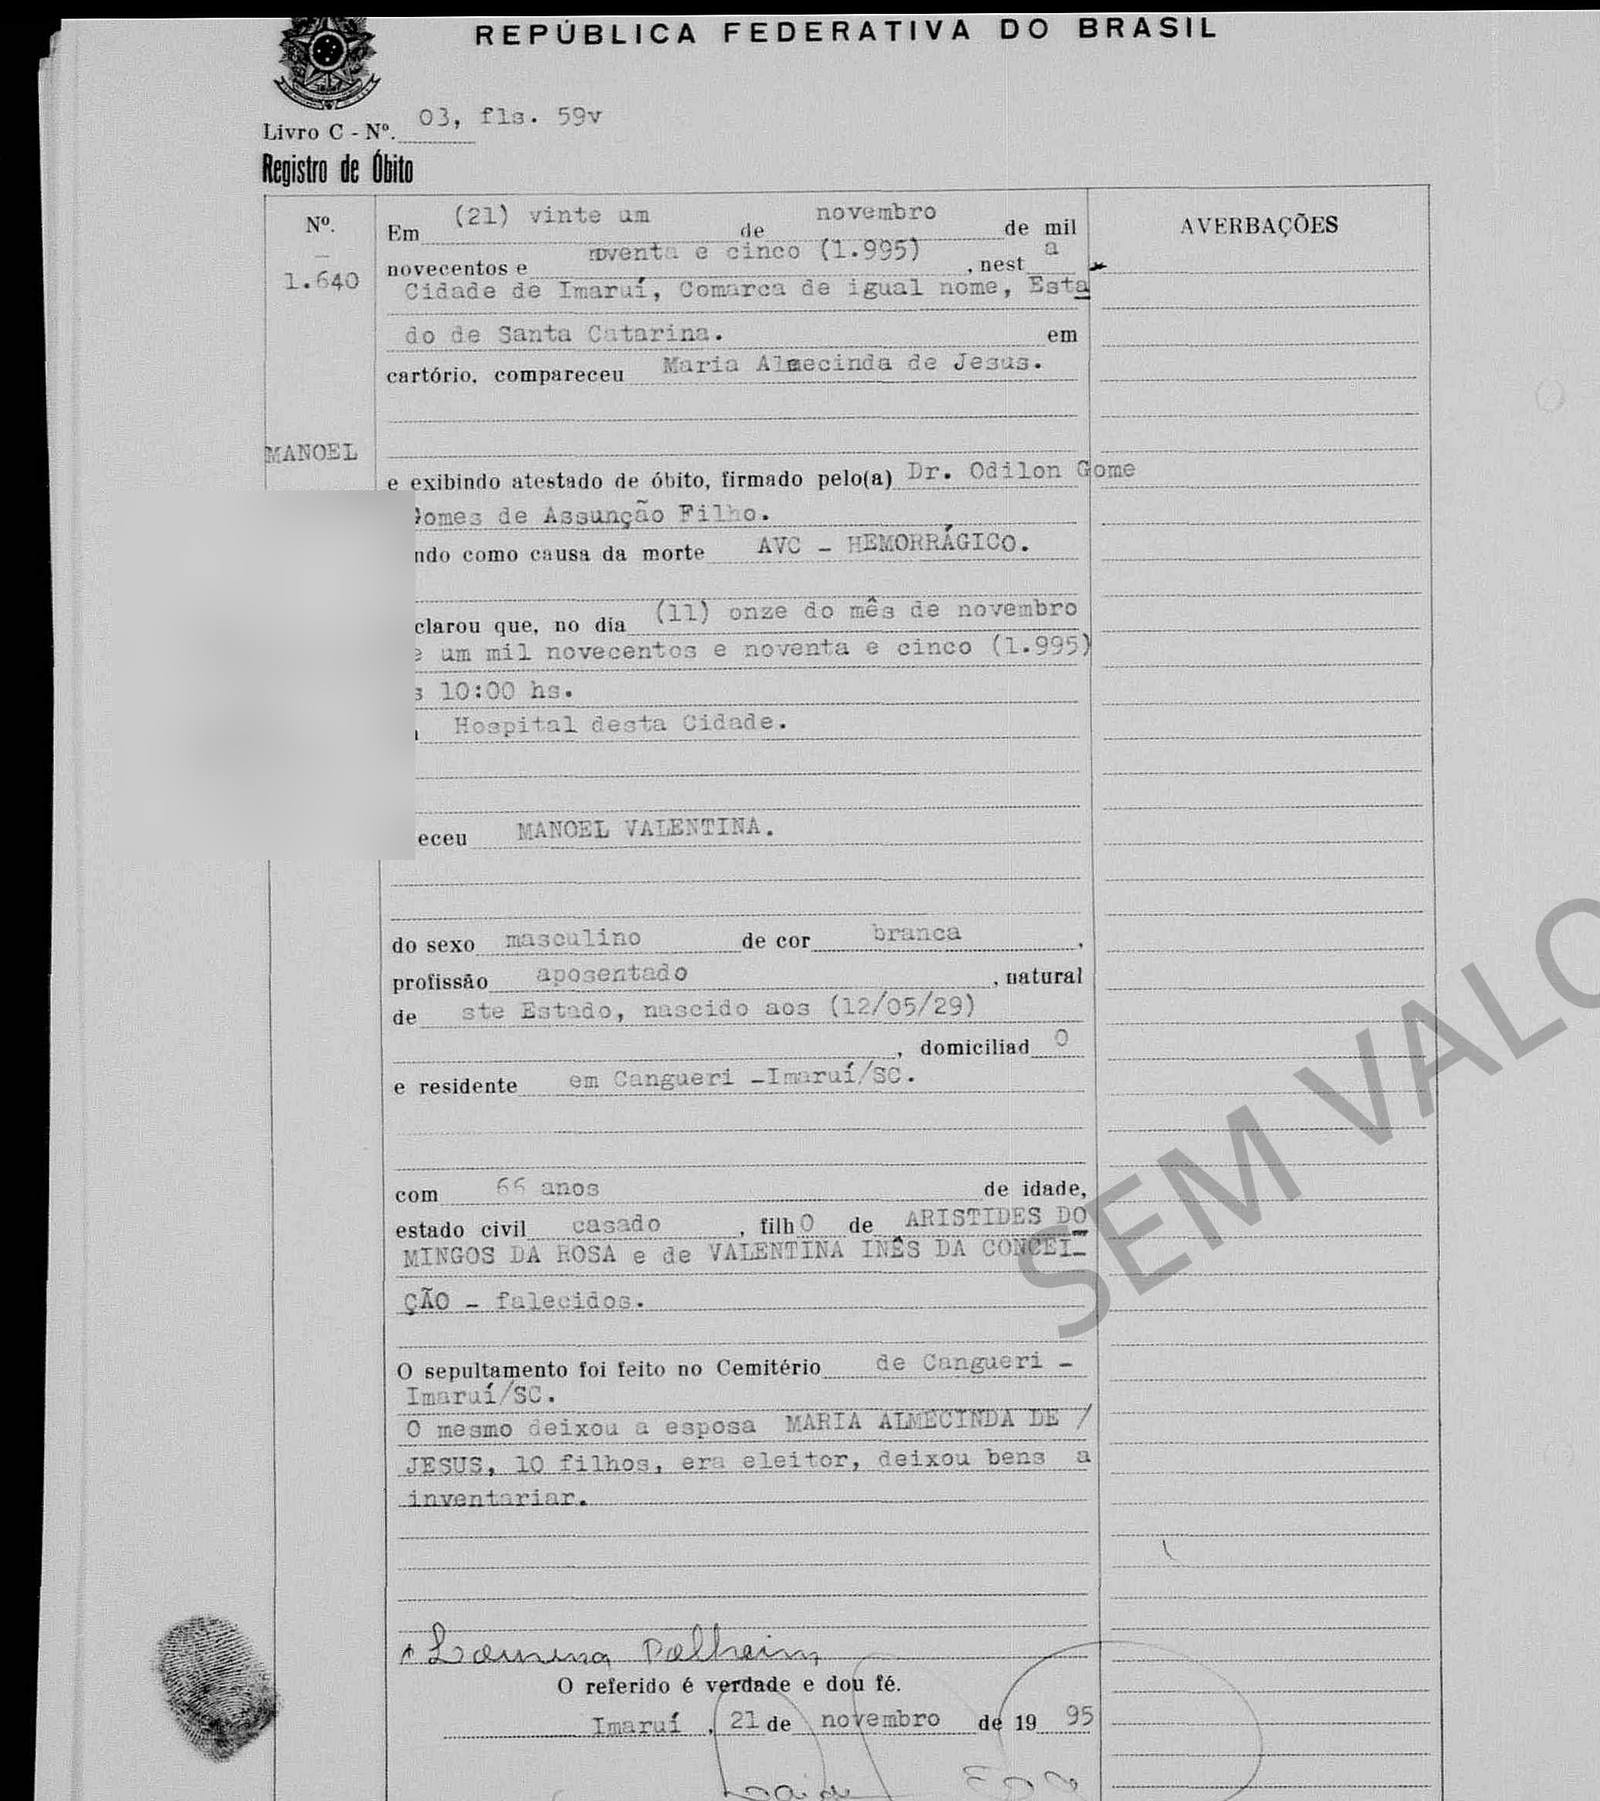 REPÚBLICA FEDERATIVA DO BRASIL
Livro C - Nº. 03, fls. 59v
Registro de Óbito
Nº.
1.640
MANOEL
AVERBAÇÕES
Em (21) vinte um de novembro de mil
novecentos e noventa e cinco (1.995), nest a
Cidade de Imaruí, Comarca de igual nome, Esta
do de Santa Catarina. em
cartório, compareceu Maria Almecinda de Jesus.
e exibindo atestado de óbito, firmado pelo(a) Dr. Odilon Gome
Gomes de Assunção Filho.
ndo como causa da morte AVC - HEMORRÁGICO.
clarou que, no dia (11) onze do mês de novembro
e um mil novecentos e noventa e cinco (1.995)
s 10:00 hs.
Hospital desta Cidade.
eceu MANOEL VALENTINA.
do sexo masculino de cor branca,
profissão aposentado, natural
de ste Estado, nascido aos (12/05/29)
, domiciliad O
e residente em Cangueri -Imaruí/SC.
com 66 anos de idade,
estado civil casado, filhO de ARISTIDES DO
MINGOS DA ROSA e de VALENTINA INÊS DA CONCEI-
ÇÃO - falecidos.
O sepultamento foi feito no Cemitério de Cangueri -
Imaruí/SC.
O mesmo deixou a esposa MARIA ALMECINDA DE /
JESUS, 10 filhos, era eleitor, deixou bens a
inventariar.
O referido é verdade e dou fé.
Imaruí, 21 de novembro de 19 95
SEM VALO